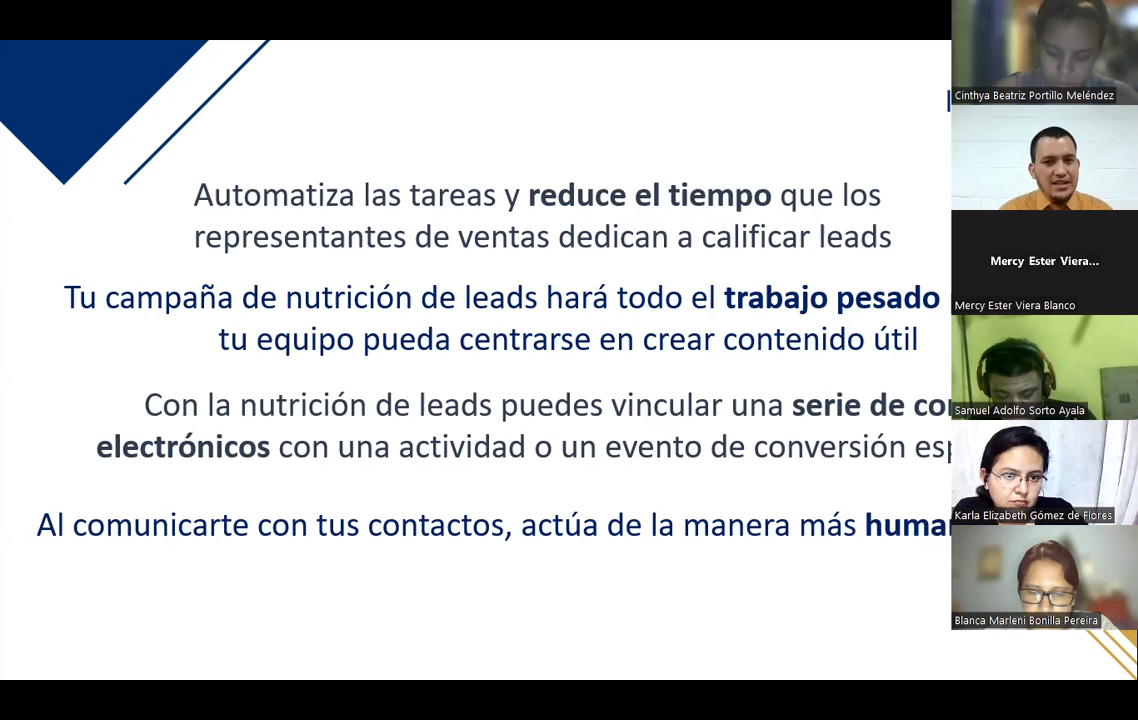 Automatiza las tareas y reduce el tiempo que los
representantes de ventas dedican a calificar leads
Tu campaña de nutrición de leads hará todo el trabajo pesado
tu equipo pueda centrarse en crear contenido útil
Con la nutrición de leads puedes vincular una serie de
electrónicos con una actividad o un evento de conversión
Al comunicarte con tus contactos, actúa de la manera más
Cinthya Beatriz Portillo Meléndez
Mercy Ester Viera...
Mercy Ester Viera Blanco
Samuel Adolfo Sorto Ayala
Karla Elizabeth Gómez de Flores
Blanca Marleni Bonilla Pereira